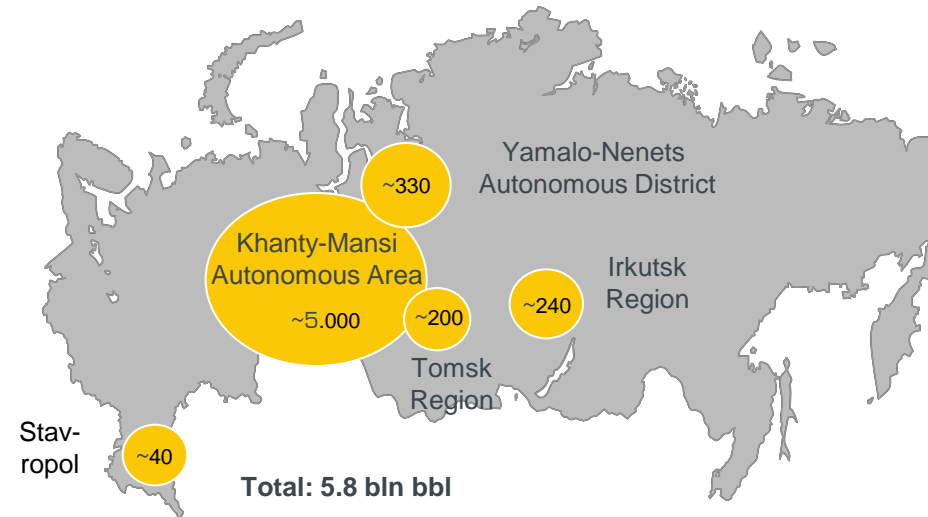 Yamalo-Nenets
Autonomous District
~330
Khanty-Mansi
Autonomous Area
~5.000
Irkutsk
Region
~240
~200
Tomsk
Region
Stav-
ropol
~40
Total: 5.8 bln bbl